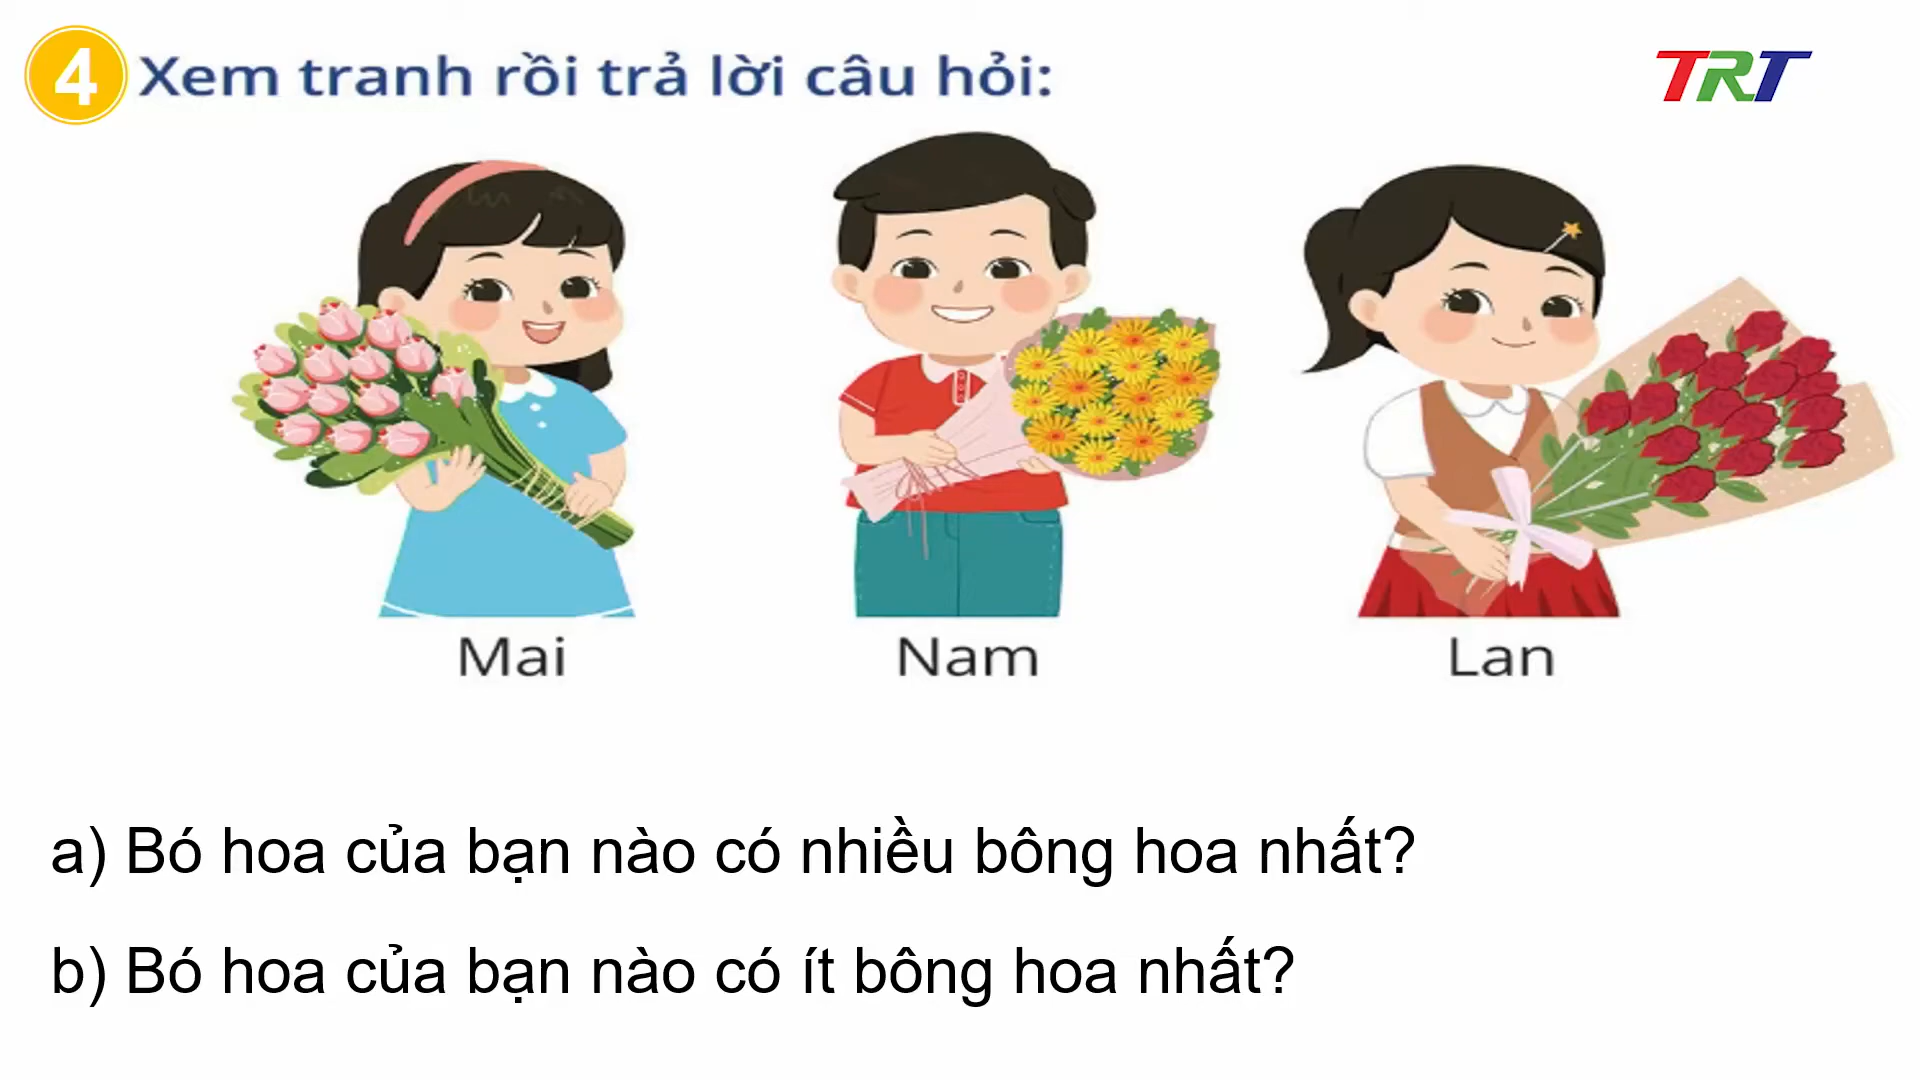 4 Xem tranh rồi trả lời câu hỏi:
TRT
Mai Nam Lan
a) Bó hoa của bạn nào có nhiều bông hoa nhất?
b) Bó hoa của bạn nào có ít bông hoa nhất?